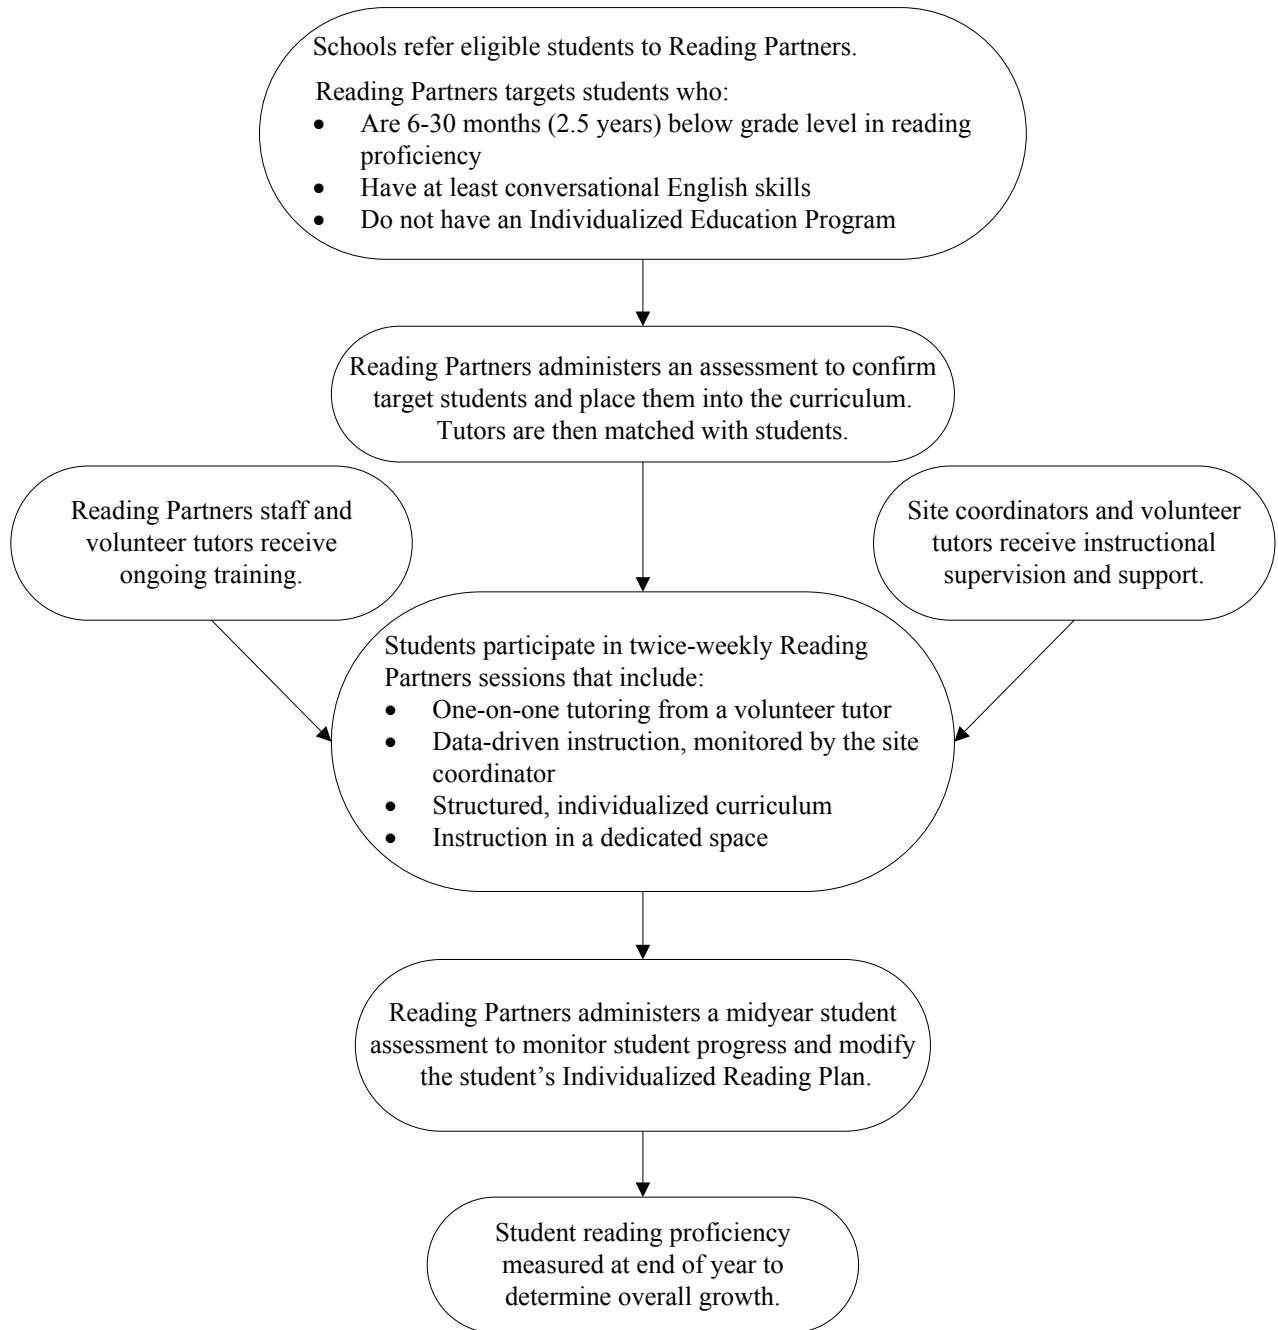 Schools refer eligible students to Reading Partners.
Reading Partners targets students who:
• Are 6-30 months (2.5 years) below grade level in reading
proficiency
• Have at least conversational English skills
• Do not have an Individualized Education Program
Reading Partners administers an assessment to confirm
target students and place them into the curriculum.
Tutors are then matched with students.
Reading Partners staff and
volunteer tutors receive
ongoing training.
Site coordinators and volunteer
tutors receive instructional
supervision and support.
Students participate in twice-weekly Reading
Partners sessions that include:
• One-on-one tutoring from a volunteer tutor
• Data-driven instruction, monitored by the site
coordinator
• Structured, individualized curriculum
• Instruction in a dedicated space
Reading Partners administers a midyear student
assessment to monitor student progress and modify
the student’s Individualized Reading Plan.
Student reading proficiency
measured at end of year to
determine overall growth.